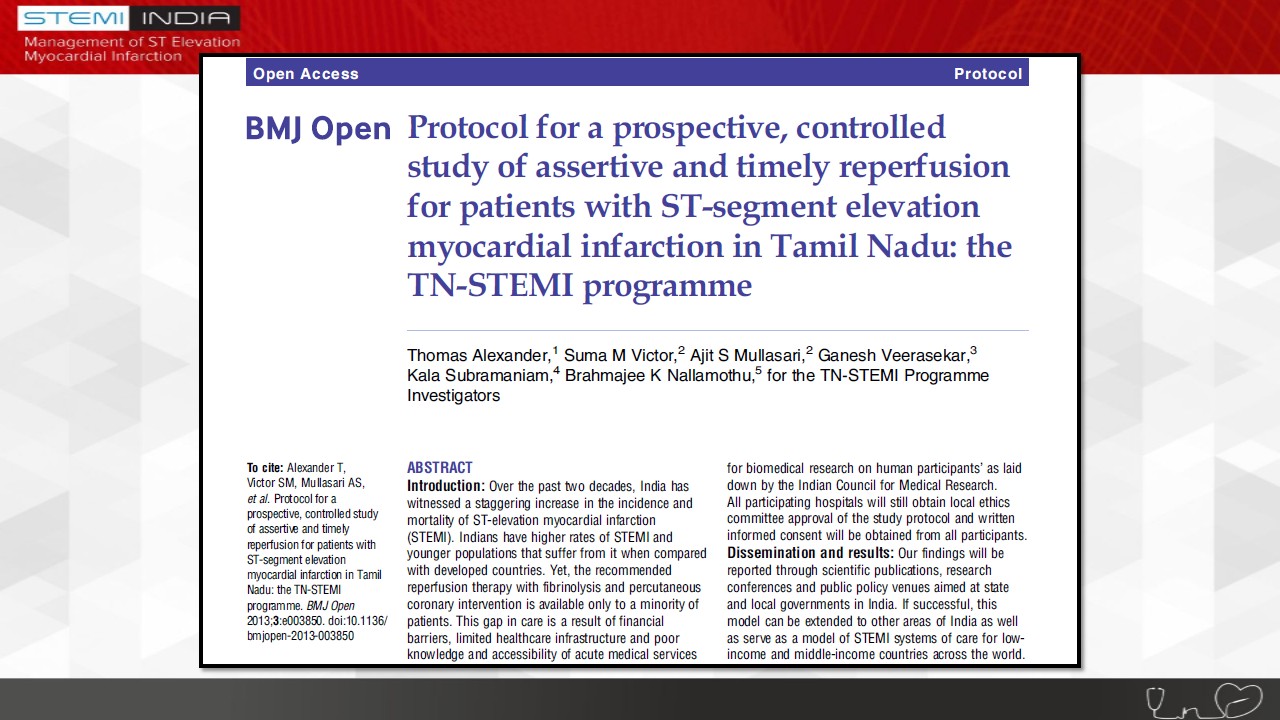 STEMI INDIA
Management of ST Elevation
Myocardial Infarction
Open Access
Protocol
BMJ Open
Protocol for a prospective, controlled
study of assertive and timely reperfusion
for patients with ST-segment elevation
myocardial infarction in Tamil Nadu: the
TN-STEMI programme
Thomas Alexander,1 Suma M Victor,2 Ajit S Mullasari,2 Ganesh Veerasekar,3
Kala Subramaniam,4 Brahmajee K Nallamothu,5 for the TN-STEMI Programme
Investigators
To cite: Alexander T,
Victor SM, Mullasari AS,
et al. Protocol for a
prospective, controlled study
of assertive and timely
reperfusion for patients with
ST-segment elevation
myocardial infarction in Tamil
Nadu: the TN-STEMI
programme. BMJ Open
2013;3:e003850. doi:10.1136/
bmjopen-2013-003850
ABSTRACT
Introduction: Over the past two decades, India has
witnessed a staggering increase in the incidence and
mortality of ST-elevation myocardial infarction
(STEMI). Indians have higher rates of STEMI and
younger populations that suffer from it when compared
with developed countries. Yet, the recommended
reperfusion therapy with fibrinolysis and percutaneous
coronary intervention is available only to a minority of
patients. This gap in care is a result of financial
barriers, limited healthcare infrastructure and poor
knowledge and accessibility of acute medical services
for biomedical research on human participants' as laid
down by the Indian Council for Medical Research.
All participating hospitals will still obtain local ethics
committee approval of the study protocol and written
informed consent will be obtained from all participants.
Dissemination and results: Our findings will be
reported through scientific publications, research
conferences and public policy venues aimed at state
and local governments in India. If successful, this
model can be extended to other areas of India as well
as serve as a model of STEMI systems of care for low-
income and middle-income countries across the world.